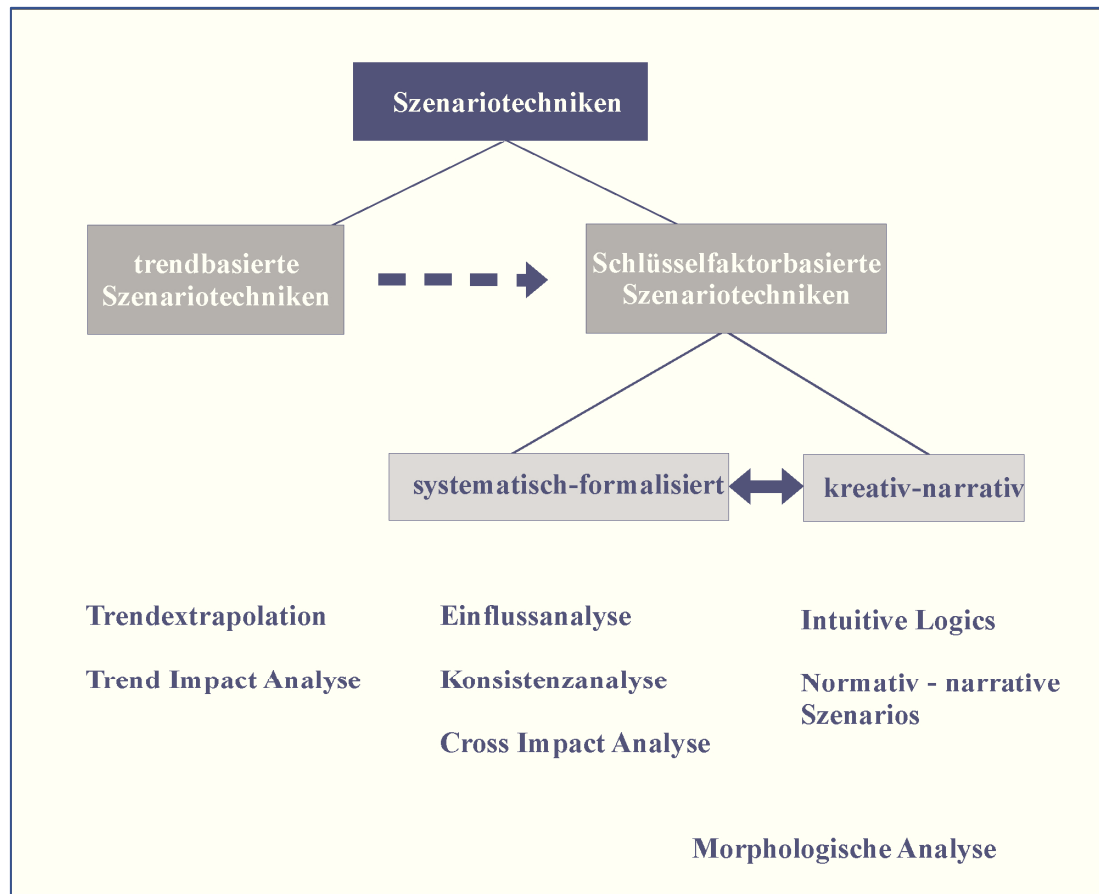 Szenariotechniken
trendbasierte
Szenariotechniken
Schlüsselfaktorbasierte
Szenariotechniken
systematisch-formalisiert
kreativ-narrativ
Trendextrapolation
Trend Impact Analyse
Einflussanalyse
Konsistenzanalyse
Cross Impact Analyse
Intuitive Logics
Normativ - narrative
Szenarios
Morphologische Analyse